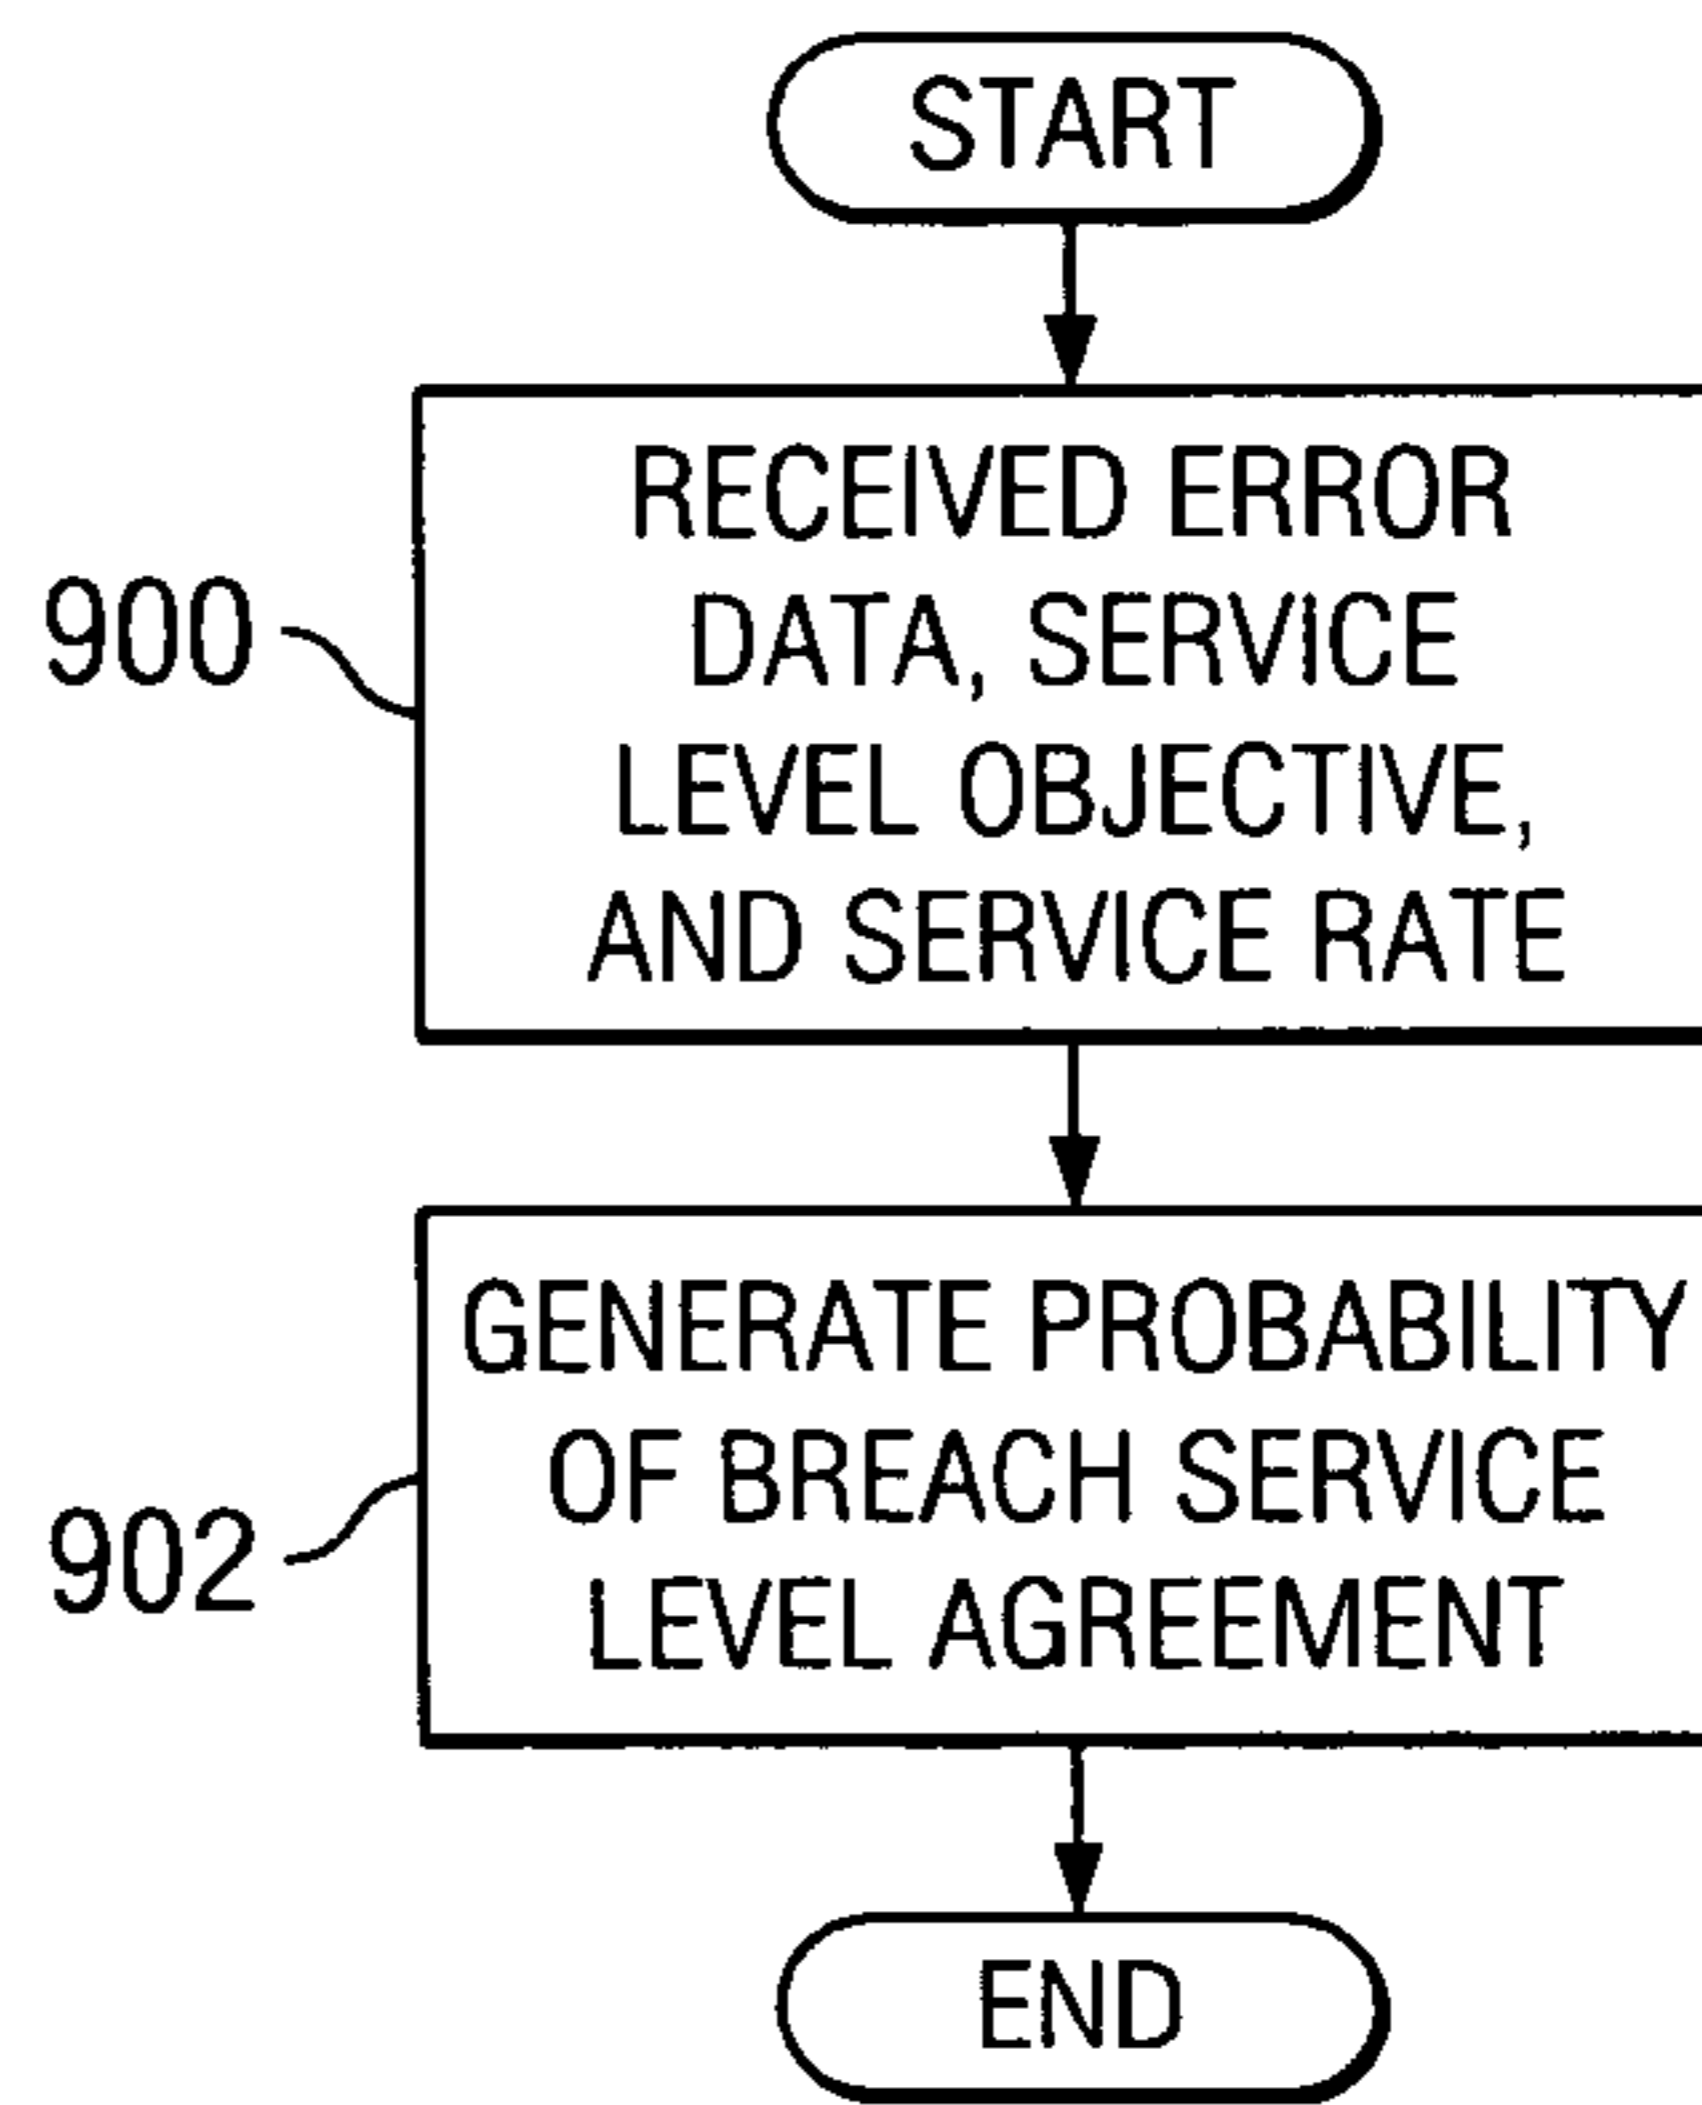 START
RECEIVED ERROR
DATA, SERVICE
LEVEL OBJECTIVE,
AND SERVICE RATE
900
GENERATE PROBABILITY
OF BREACH SERVICE
LEVEL AGREEMENT
902
END